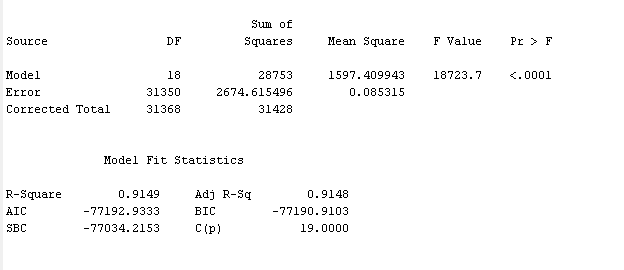 Sum of
Source DF Squares Mean Square F Value Pr > F
Model 18 28753 1597.409943 18723.7 <.0001
Error 31350 2674.615496 0.085315
Corrected Total 31368 31428
Model Fit Statistics
R-Square 0.9149 Adj R-Sq 0.9148
AIC -77192.9333 BIC -77190.9103
SBC -77034.2153 C(p) 19.0000